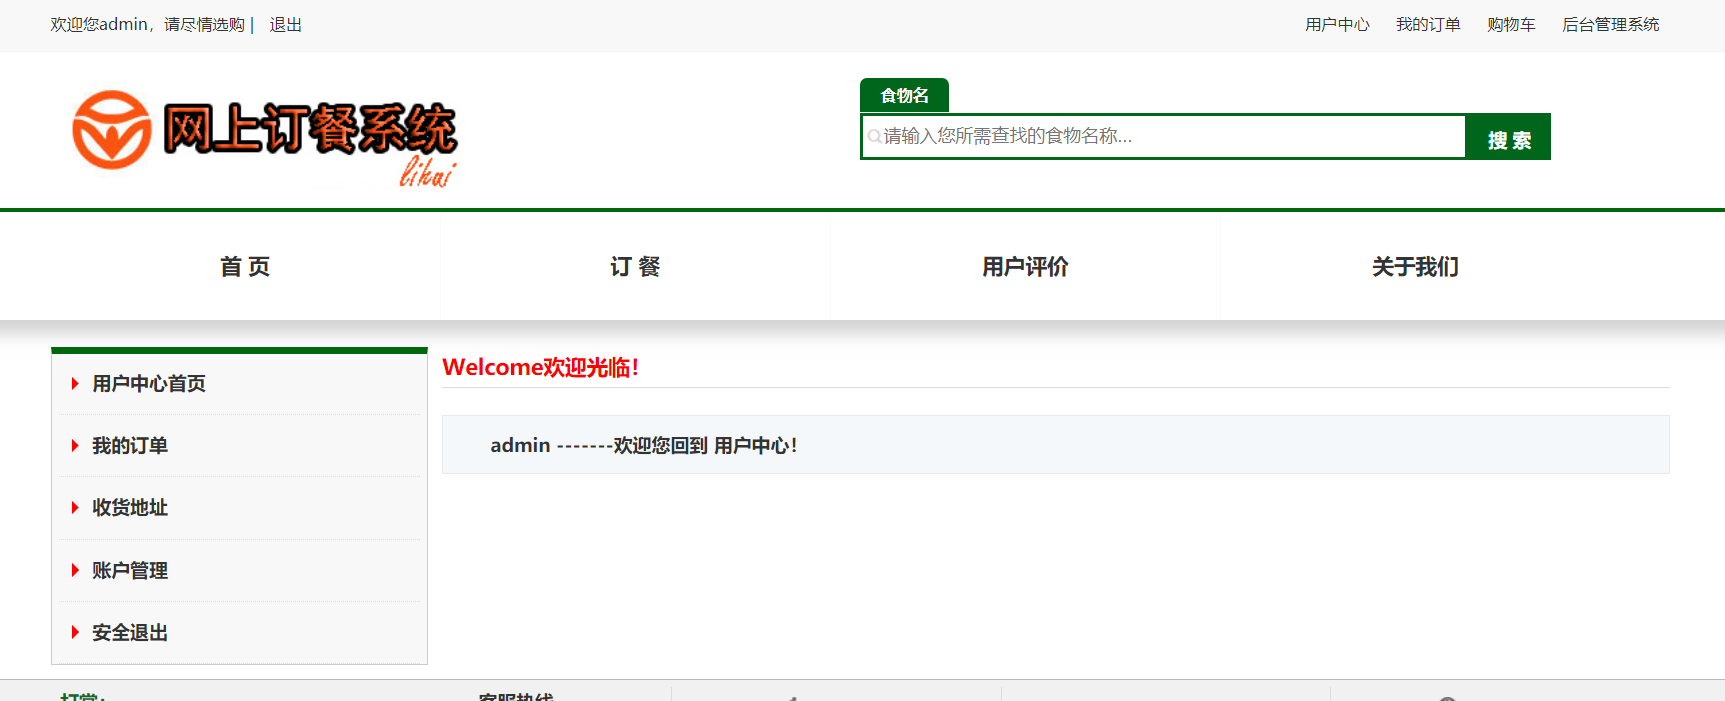 欢迎您admin，请尽情选购 | 退出
用户中心 我的订单 购物车 后台管理系统
网上订餐系统
lihui
食物名
请输入您所需查找的食物名称...
搜 索
首 页 订 餐 用户评价 关于我们
用户中心首页
我的订单
收货地址
账户管理
安全退出
Welcome欢迎光临！
admin -------欢迎您回到 用户中心！
打赏：
客服热线